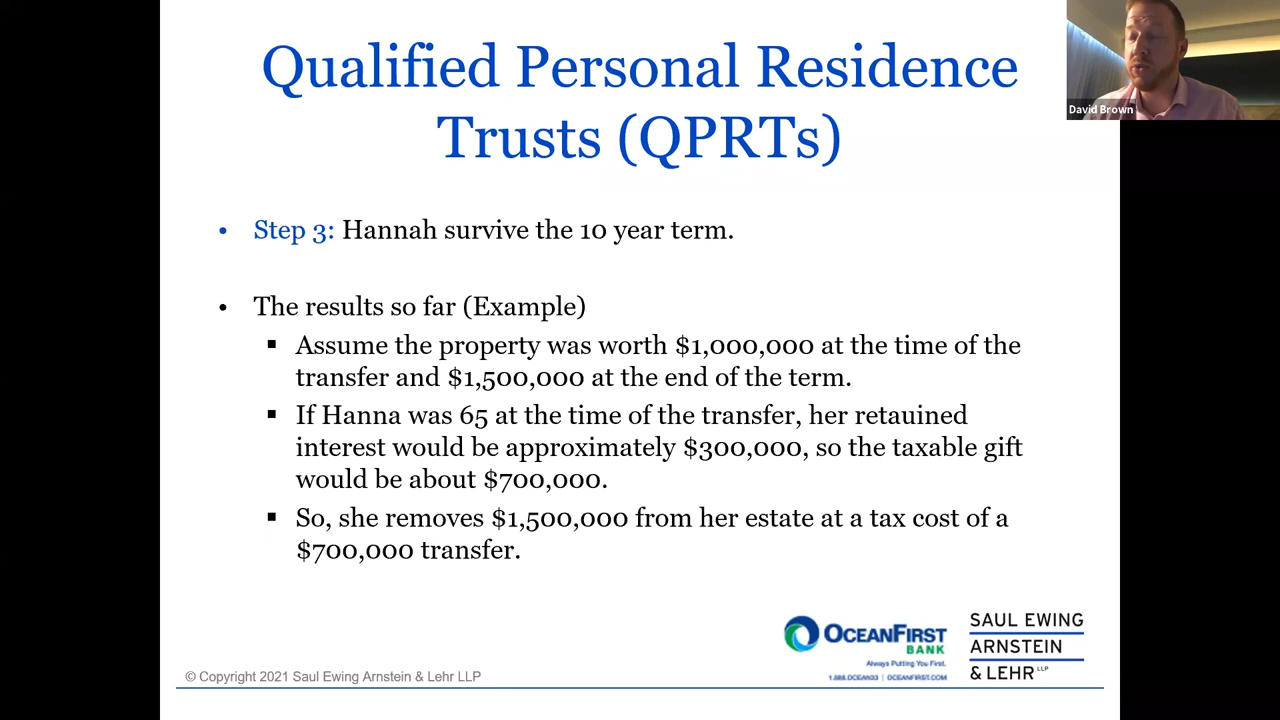 Qualified Personal Residence
Trusts (QPRTs)
David Brown
• Step 3: Hannah survive the 10 year term.
• The results so far (Example)
▪ Assume the property was worth $1,000,000 at the time of the
transfer and $1,500,000 at the end of the term.
▪ If Hanna was 65 at the time of the transfer, her retauined
interest would be approximately $300,000, so the taxable gift
would be about $700,000.
▪ So, she removes $1,500,000 from her estate at a tax cost of a
$700,000 transfer.
OCEANFIRST
BANK
Always Putting You First.
1.888.OCEAN33 | OCEANFIRST.COM
SAUL EWING
ARNSTEIN
& LEHR LLP
© Copyright 2021 Saul Ewing Arnstein & Lehr LLP